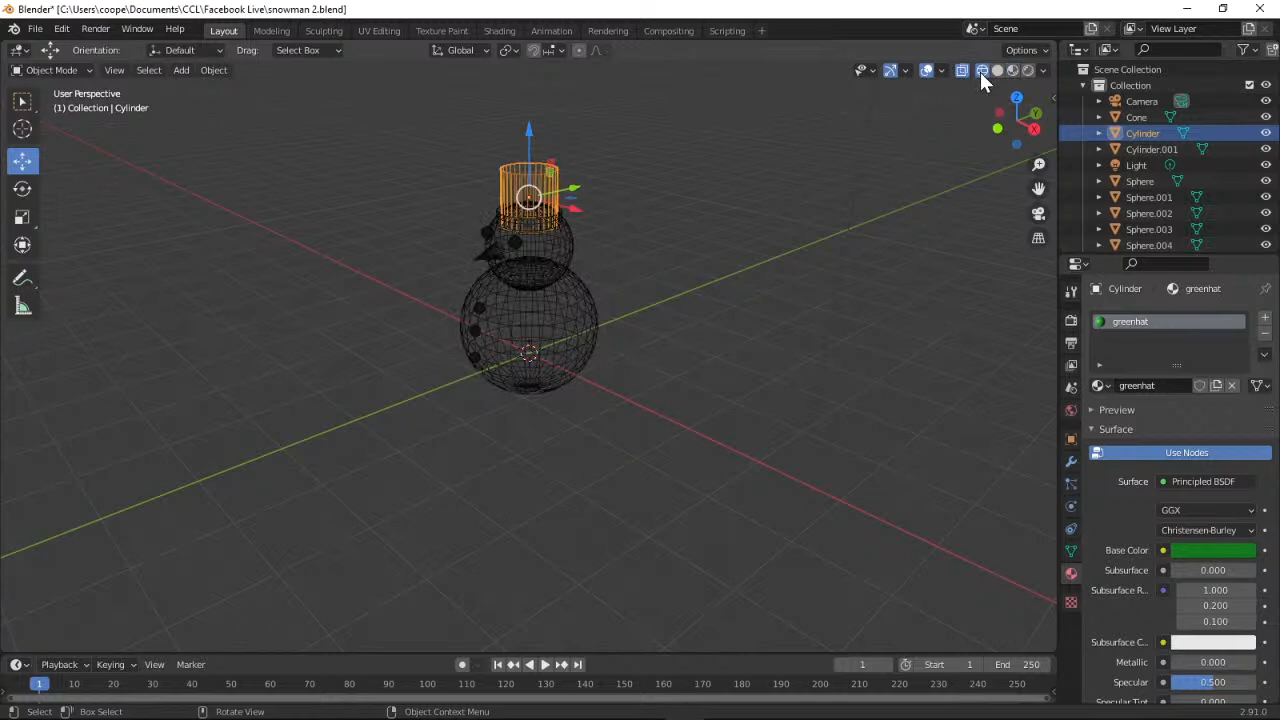 Blender* [C:\Users\coope\Documents\CCL\Facebook Live\snowman 2.blend]
File Edit Render Window Help Layout Modeling Sculpting UV Editing Texture Paint Shading Animation Rendering Compositing Scripting + Scene View Layer
Orientation: Default Drag: Select Box Global Options
Object Mode View Select Add Object
User Perspective
(1) Collection | Cylinder
Z
Y
X
Scene Collection
Collection
Camera
Cone
Cylinder
Cylinder.001
Light
Sphere
Sphere.001
Sphere.002
Sphere.003
Sphere.004
Cylinder greenhat
greenhat
greenhat
Preview
Surface
Use Nodes
Surface Principled BSDF
GGX
Christensen-Burley
Base Color
Subsurface 0.000
Subsurface R... 1.000
0.200
0.100
Subsurface C...
Metallic 0.000
Specular 0.500
Specular Tint 0.000
Playback Keying View Marker 1 Start 1 End 250
1 10 20 30 40 50 60 70 80 90 100 110 120 130 140 150 160 170 180 190 200 210 220 230 240 250
Select Box Select Rotate View Object Context Menu 2.91.0